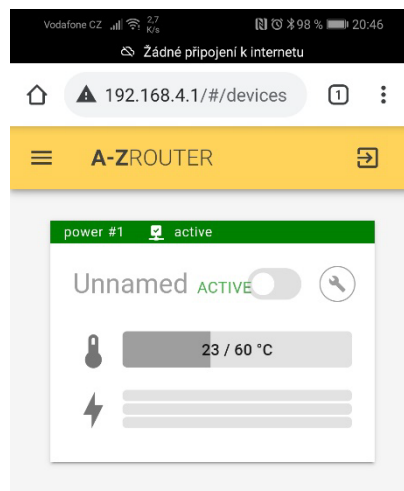 Vodafone CZ 2,7 K/s 98 % 20:46
Žádné připojení k internetu
192.168.4.1/#/devices 1
A-ZROUTER
power #1 active
Unnamed ACTIVE
23 / 60 °C